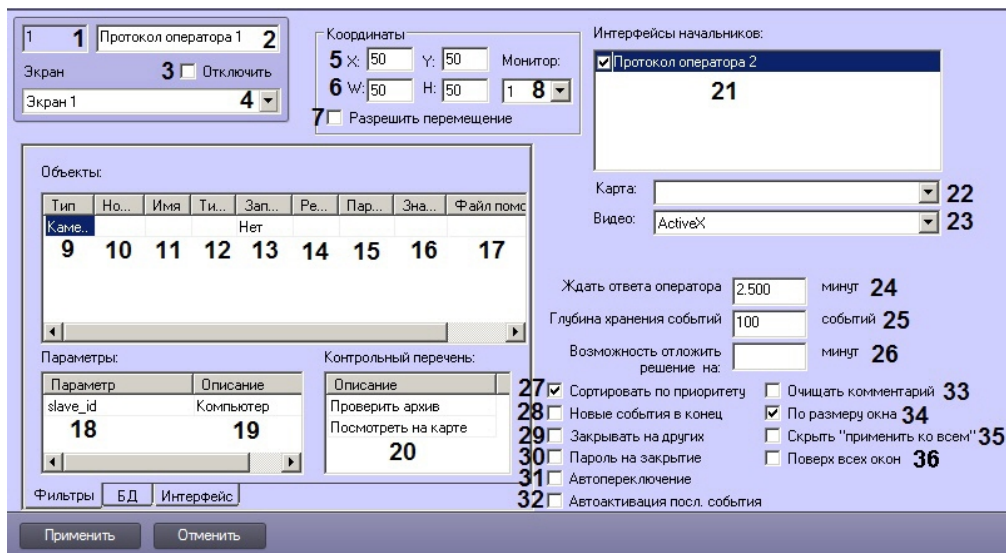 1 1 Протокол оператора 1 2
Экран 3 Отключить
Экран 1 4
Координаты
5 X: 50 Y: 50 Монитор:
6 W: 50 H: 50 1 8
7 Разрешить перемещение
Интерфейсы начальников:
Протокол оператора 2
21
Карта: 22
Видео: ActiveX 23
Объекты:
Тип Но... Имя Ти... Зап... Ре... Пар... Зна... Файл помо
Каме.. Нет
9 10 11 12 13 14 15 16 17
Параметры:
Параметр Описание
slave_id Компьютер
18 19
Контрольный перечень:
Описание
Проверить архив
Посмотреть на карте
20
Фильтры БД Интерфейс
Ждать ответа оператора 2.500 минут 24
Глубина хранения событий 100 событий 25
Возможность отложить решение на: минут 26
27 Сортировать по приоритету
28 Новые события в конец
29 Закрывать на других
30 Пароль на закрытие
31 Автопереключение
32 Автоактивация посл. события
Очищать комментарий 33
По размеру окна 34
Скрыть "применить ко всем" 35
Поверх всех окон 36
Применить Отменить